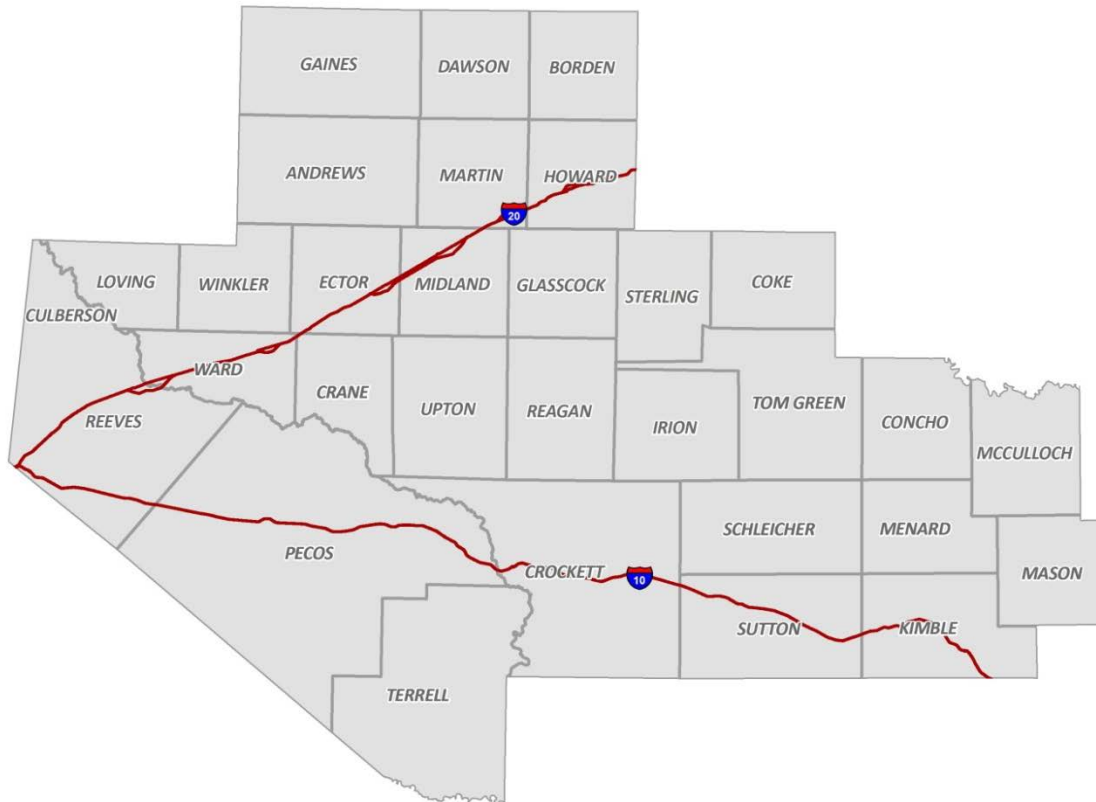 GAINES
DAWSON
BORDEN
ANDREWS
MARTIN
HOWARD
20
LOVING
WINKLER
ECTOR
MIDLAND
GLASSCOCK
STERLING
COKE
CULBERSON
WARD
CRANE
UPTON
REAGAN
IRION
TOM GREEN
CONCHO
MCCULLOCH
REEVES
PECOS
CROCKETT
10
SCHLEICHER
MENARD
MASON
SUTTON
KIMBLE
TERRELL